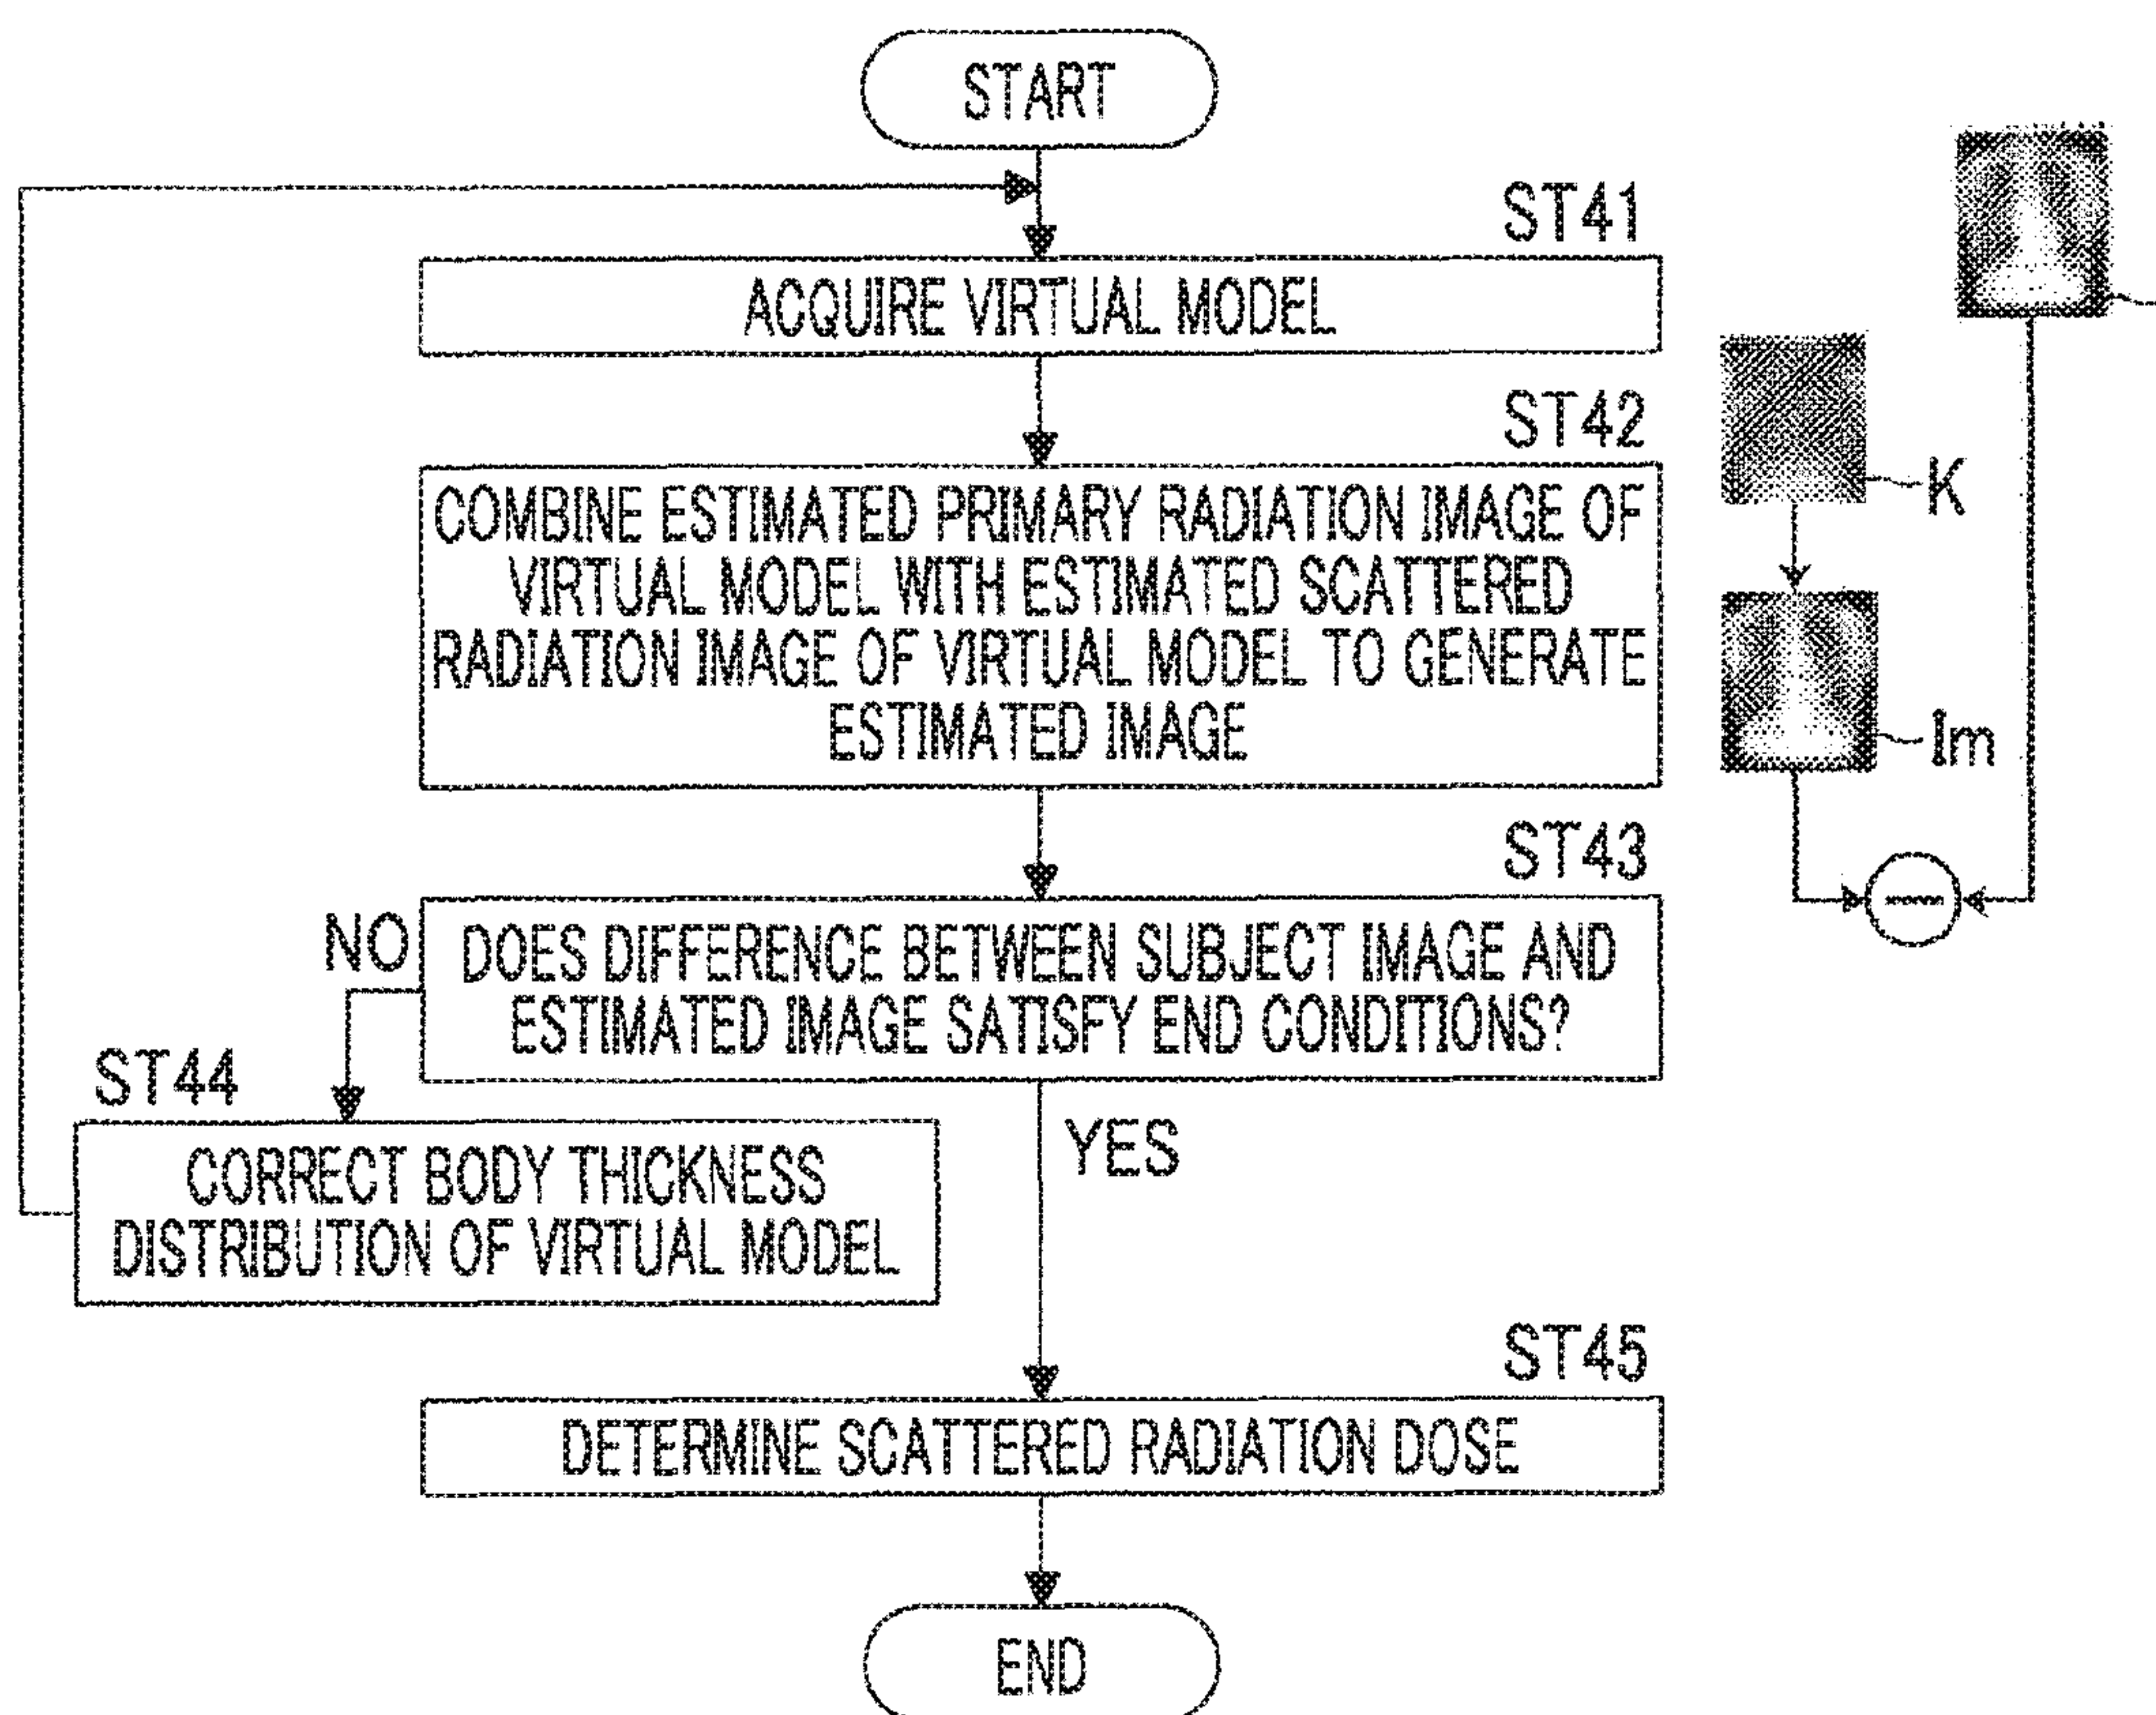 START
ST41
ACQUIRE VIRTUAL MODEL
ST42
COMBINE ESTIMATED PRIMARY RADIATION IMAGE OF
VIRTUAL MODEL WITH ESTIMATED SCATTERED
RADIATION IMAGE OF VIRTUAL MODEL TO GENERATE
ESTIMATED IMAGE
K
Im
ST43
NO
DOES DIFFERENCE BETWEEN SUBJECT IMAGE AND
ESTIMATED IMAGE SATISFY END CONDITIONS?
ST44
CORRECT BODY THICKNESS
DISTRIBUTION OF VIRTUAL MODEL
YES
ST45
DETERMINE SCATTERED RADIATION DOSE
END